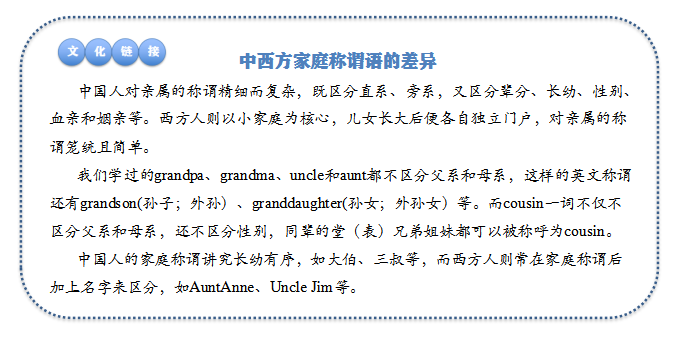 文化链接
中西方家庭称谓语的差异
中国人对亲属的称谓精细而复杂，既区分直系、旁系，又区分辈分、长幼、性别、
血亲和姻亲等。西方人则以小家庭为核心，儿女长大后便各自独立门户，对亲属的称
谓笼统且简单。
我们学过的grandpa、grandma、uncle和aunt都不区分父系和母系，这样的英文称谓
还有grandson(孙子；外孙）、granddaughter(孙女；外孙女）等。而cousin一词不仅不
区分父系和母系，还不区分性别，同辈的堂（表）兄弟姐妹都可以被称呼为cousin。
中国人的家庭称谓讲究长幼有序，如大伯、三叔等，而西方人则常在家庭称谓后
加上名字来区分，如AuntAnne、Uncle Jim等。